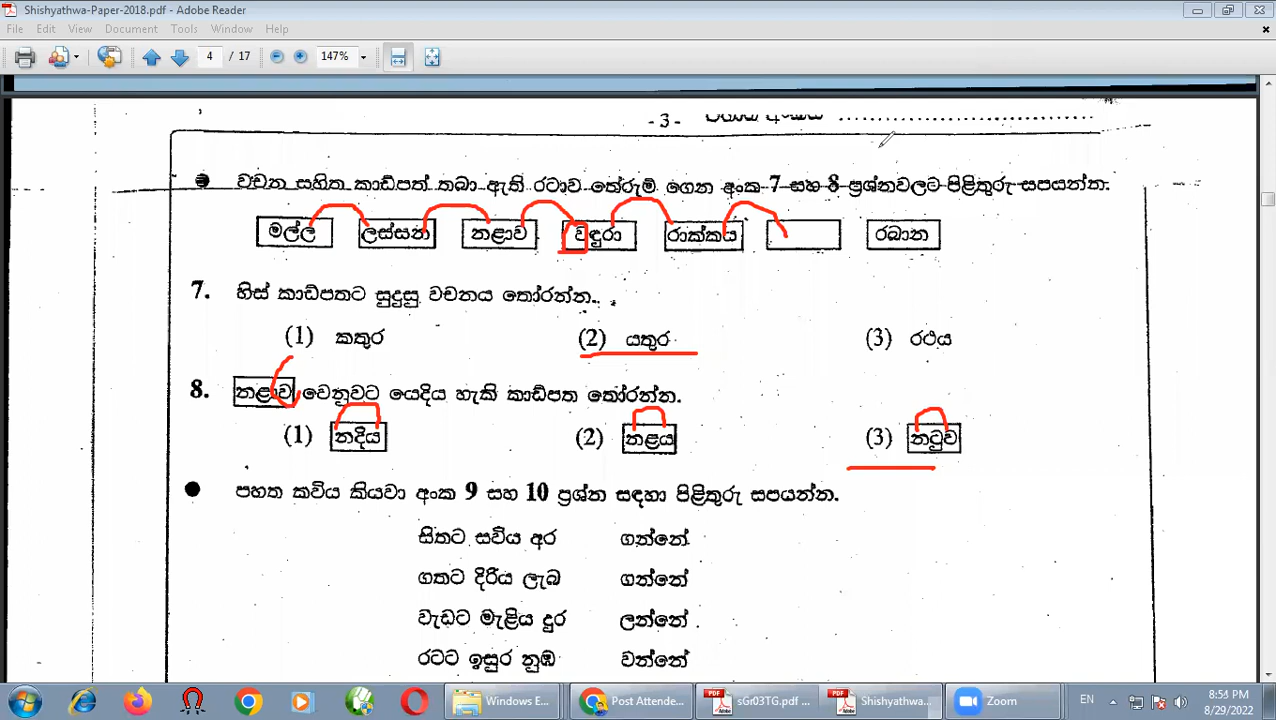 Shishyathwa-Paper-2018.pdf - Adobe Reader
File Edit View Document Tools Window Help
4 / 17 147%
- 3 -
වචන සහිත කාඩ්පත් තබා ඇති රටාව තේරුම් ගෙන අංක 7 සහ 8 ප්‍රශ්නවලට පිළිතුරු සපයන්න.
මල්ල ලස්සන නළාව වඳුරා රාක්කය රබාන
7. හිස් කාඩ්පතට සුදුසු වචනය තෝරන්න.
(1) කතුර (2) යතුර (3) රථය
8. නළාව වෙනුවට යෙදිය හැකි කාඩ්පත තෝරන්න.
(1) නදිය (2) නළය (3) නටුව
● පහත කවිය කියවා අංක 9 සහ 10 ප්‍රශ්න සඳහා පිළිතුරු සපයන්න.
සිතට සවිය අර ගන්නේ
ගතට දිරිය ලැබ ගන්නේ
වැඩට මැළිය දුර ලන්නේ
රටට ඉසුර නුඹ වන්නේ
Windows E... Post Attende... sGr03TG.pdf ... Shishyathwa... Zoom EN 8:53 PM
8/29/2022